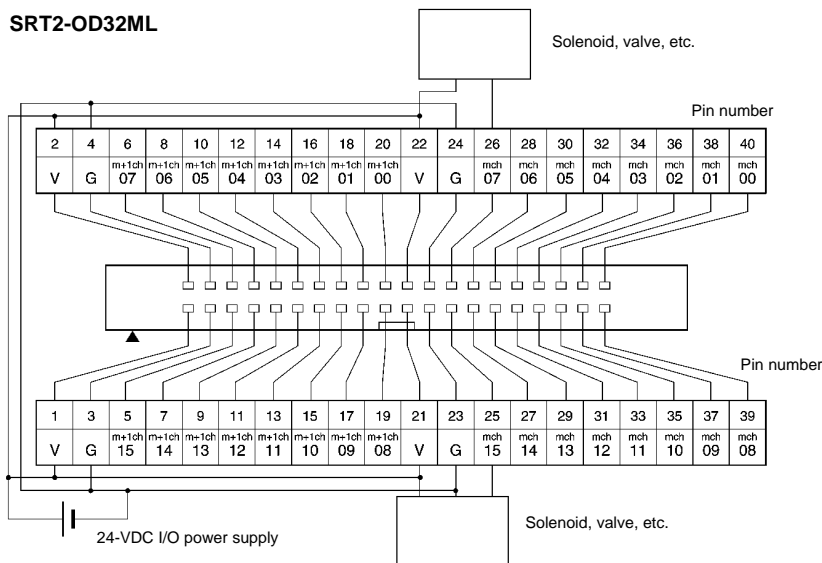 SRT2-OD32ML
Solenoid, valve, etc.
Pin number
2 4 6 8 10 12 14 16 18 20 22 24 26 28 30 32 34 36 38 40
V G m+1ch 07 m+1ch 06 m+1ch 05 m+1ch 04 m+1ch 03 m+1ch 02 m+1ch 01 m+1ch 00 V G mch 07 mch 06 mch 05 mch 04 mch 03 mch 02 mch 01 mch 00
Pin number
1 3 5 7 9 11 13 15 17 19 21 23 25 27 29 31 33 35 37 39
V G m+1ch 15 m+1ch 14 m+1ch 13 m+1ch 12 m+1ch 11 m+1ch 10 m+1ch 09 m+1ch 08 V G mch 15 mch 14 mch 13 mch 12 mch 11 mch 10 mch 09 mch 08
24-VDC I/O power supply
Solenoid, valve, etc.